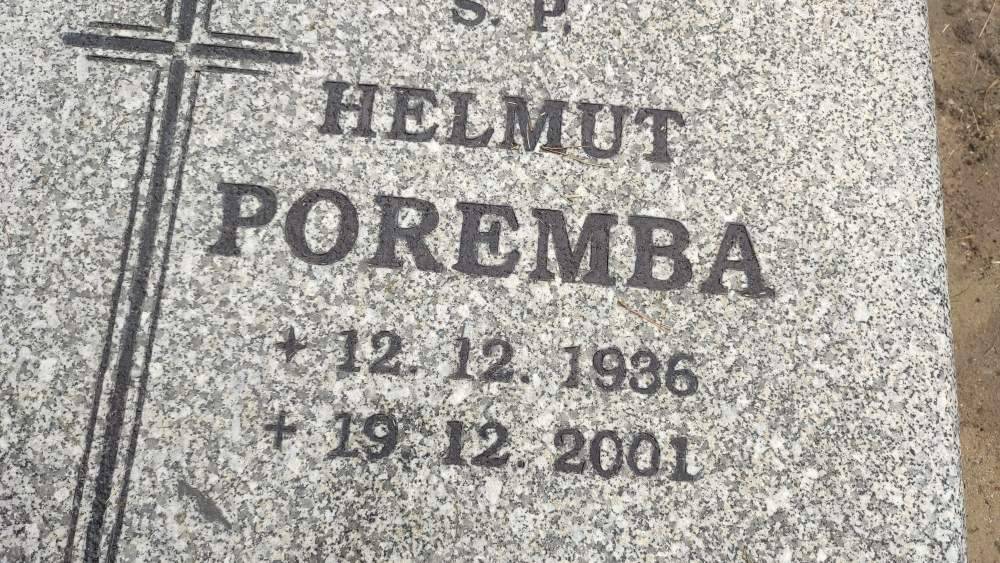 S. P.
HELMUT
POREMBA
* 12. 12. 1936
+ 19. 12. 2001